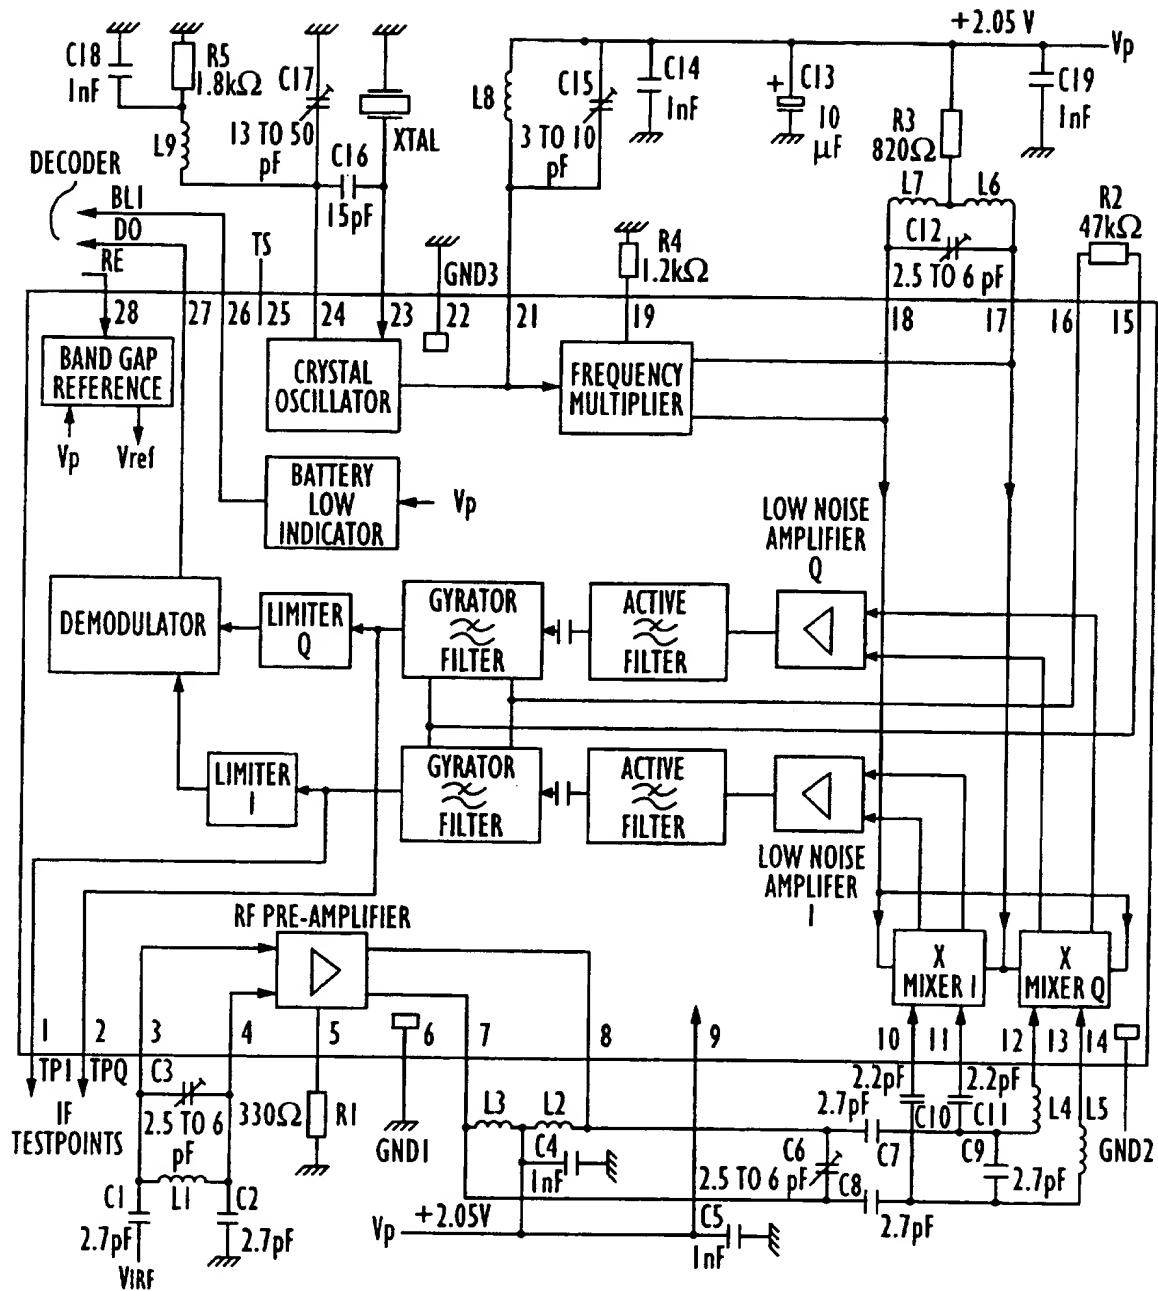 +2.05 V
Vp
C18
1nF
R5
1.8kΩ
C17
13 TO 50
pF
L9
C16
15pF
XTAL
L8
C15
3 TO 10
pF
C14
1nF
+
C13
10
μF
R3
820Ω
C19
1nF
L7
L6
C12
2.5 TO 6 pF
R2
47kΩ
DECODER
BLI
DO
RE
TS
GND3
R4
1.2kΩ
28
27
26
25
24
23
22
21
19
18
17
16
15
BAND GAP
REFERENCE
Vp
Vref
CRYSTAL
OSCILLATOR
FREQUENCY
MULTIPLIER
BATTERY
LOW
INDICATOR
Vp
LOW NOISE
AMPLIFIER
Q
DEMODULATOR
LIMITER
Q
GYRATOR
FILTER
ACTIVE
FILTER
LIMITER
I
GYRATOR
FILTER
ACTIVE
FILTER
LOW NOISE
AMPLIFER
I
RF PRE-AMPLIFIER
X
MIXER I
X
MIXER Q
1
2
3
4
5
6
7
8
9
10
11
12
13
14
TPI
TPQ
IF
TESTPOINTS
C3
2.5 TO 6
pF
C1
2.7pF
L1
C2
2.7pF
VIRF
330Ω
R1
GND1
L3
L2
C4
1nF
Vp
+2.05V
C5
1nF
C6
2.5 TO 6 pF
2.7pF
C7
C8
2.7pF
2.2pF
C10
2.2pF
C11
C9
2.7pF
L4
L5
GND2